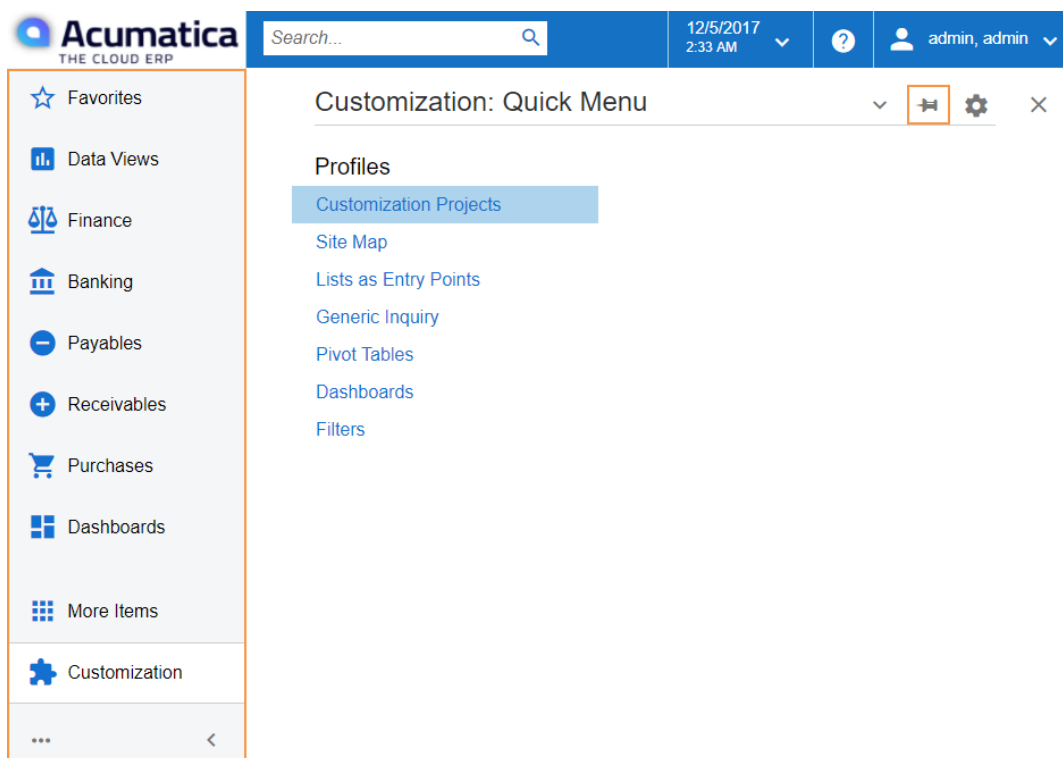 Acumatica
THE CLOUD ERP
Search...
12/5/2017
2:33 AM
?
admin, admin
Favorites
Data Views
Finance
Banking
Payables
Receivables
Purchases
Dashboards
More Items
Customization
Customization: Quick Menu
Profiles
Customization Projects
Site Map
Lists as Entry Points
Generic Inquiry
Pivot Tables
Dashboards
Filters